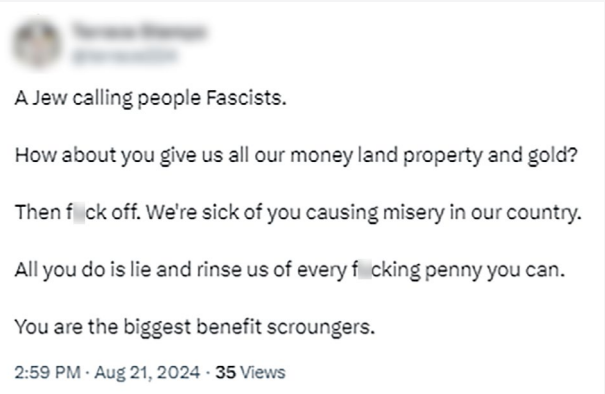 A Jew calling people Fascists.
How about you give us all our money land property and gold?
Then f ck off. We're sick of you causing misery in our country.
All you do is lie and rinse us of every f cking penny you can.
You are the biggest benefit scroungers.
2:59 PM · Aug 21, 2024 · 35 Views